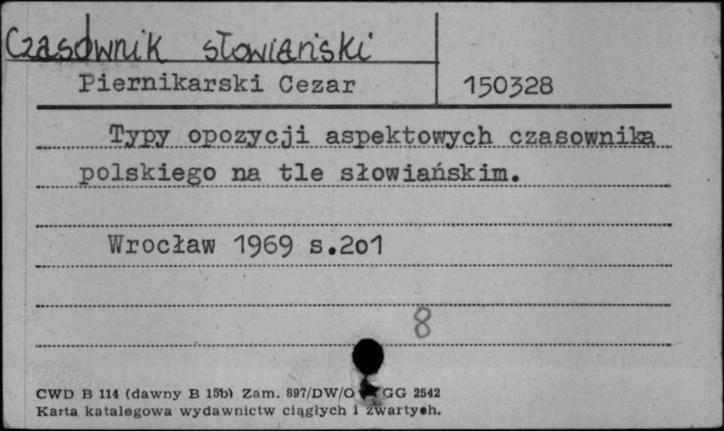 Czasownik słowiański
Piernikarski Cezar 150328
Typy opozycji aspektowych czasownika
polskiego na tle słowiańskim.
Wrocław 1969 s.2o1
8
CWD B 114 (dawny B 15b) Zam. 897/DW/O GG 2542
Karta katalogowa wydawnictw ciągłych i zwartych.